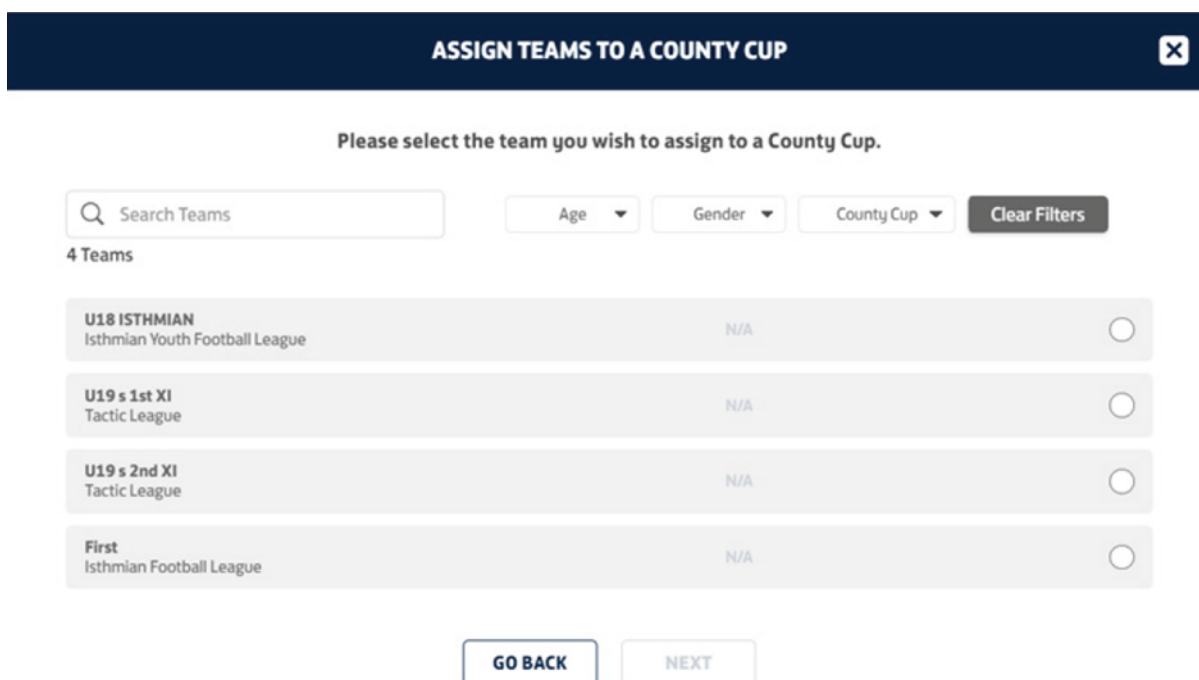 ASSIGN TEAMS TO A COUNTY CUP
Please select the team you wish to assign to a County Cup.
Search Teams
Age
Gender
County Cup
Clear Filters
4 Teams
U18 ISTHMIAN
Isthmian Youth Football League
N/A
U19 s 1st XI
Tactic League
N/A
U19 s 2nd XI
Tactic League
N/A
First
Isthmian Football League
N/A
GO BACK
NEXT